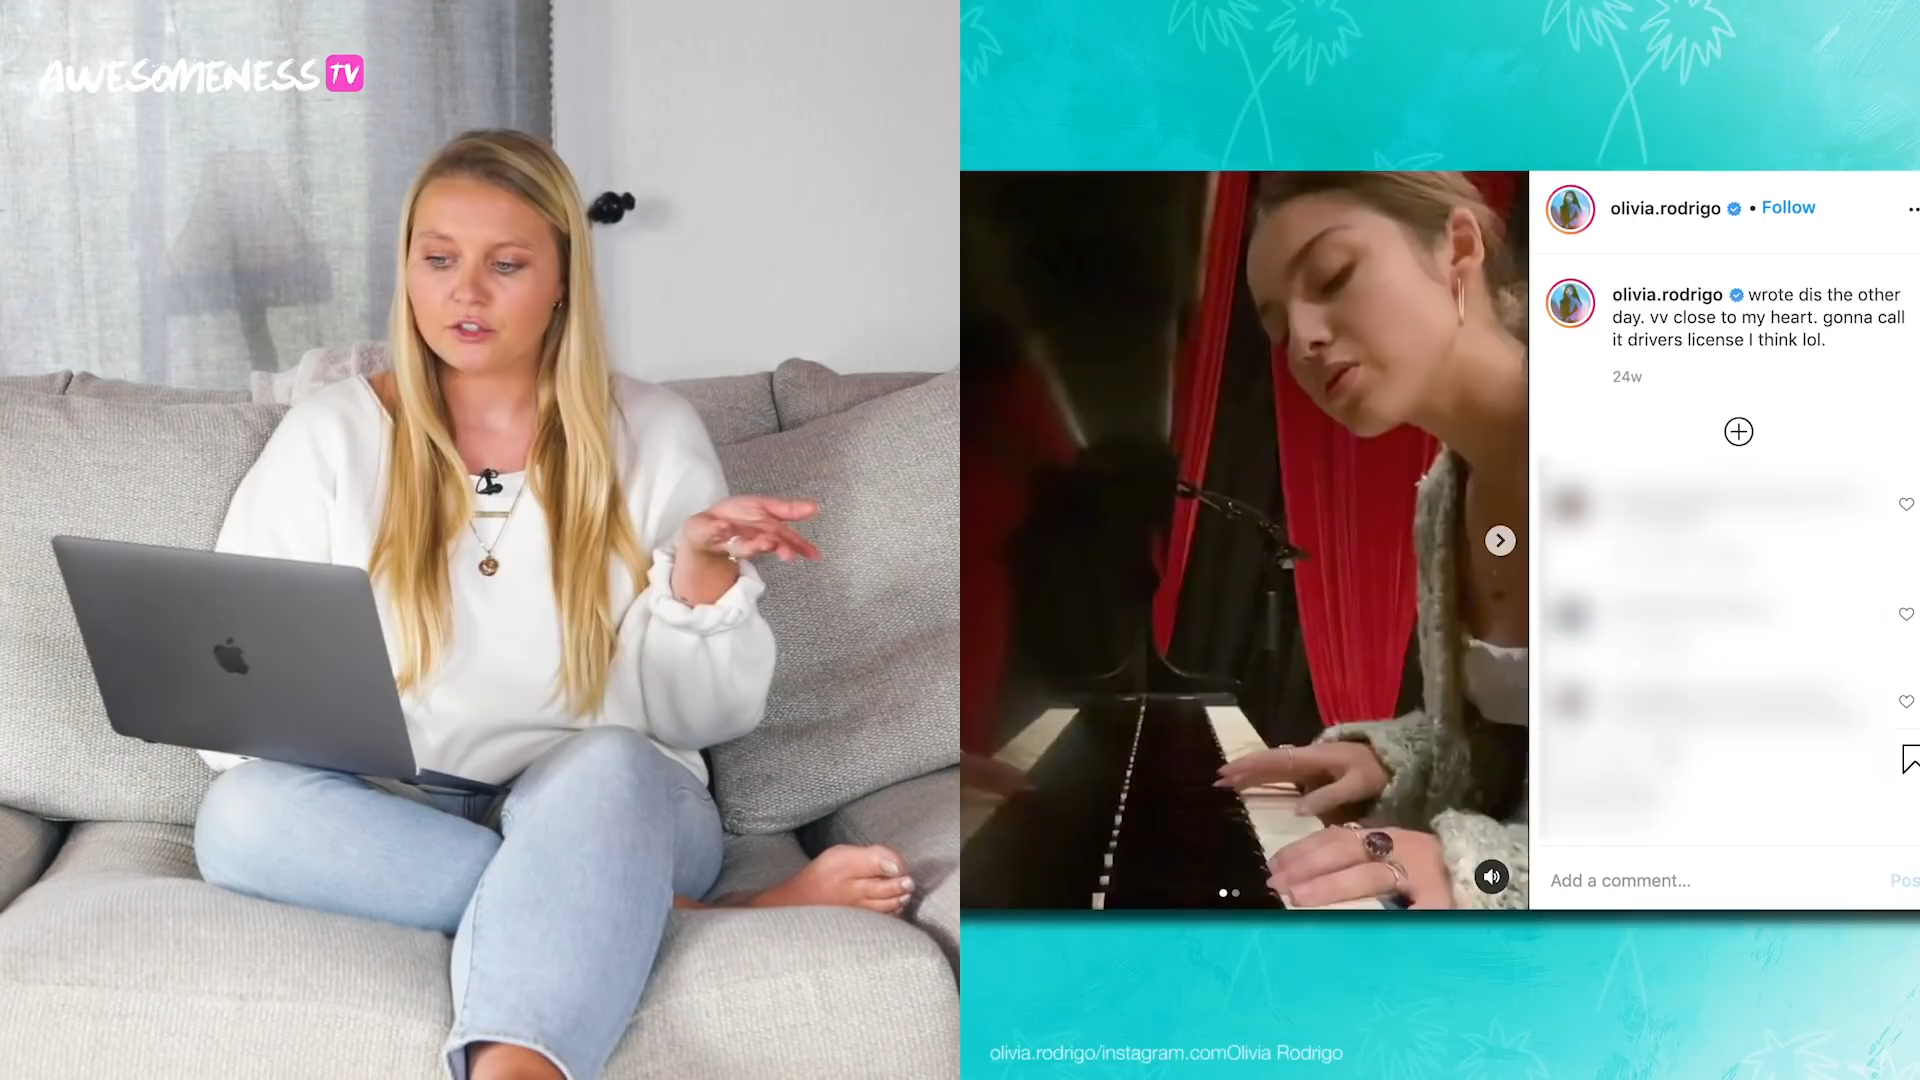 AWESOMENESS TV
olivia.rodrigo • Follow
olivia.rodrigo wrote dis the other
day. vv close to my heart. gonna call
it drivers license I think lol.
24w
Add a comment...
Pos
olivia.rodrigo/instagram.comOlivia Rodrigo